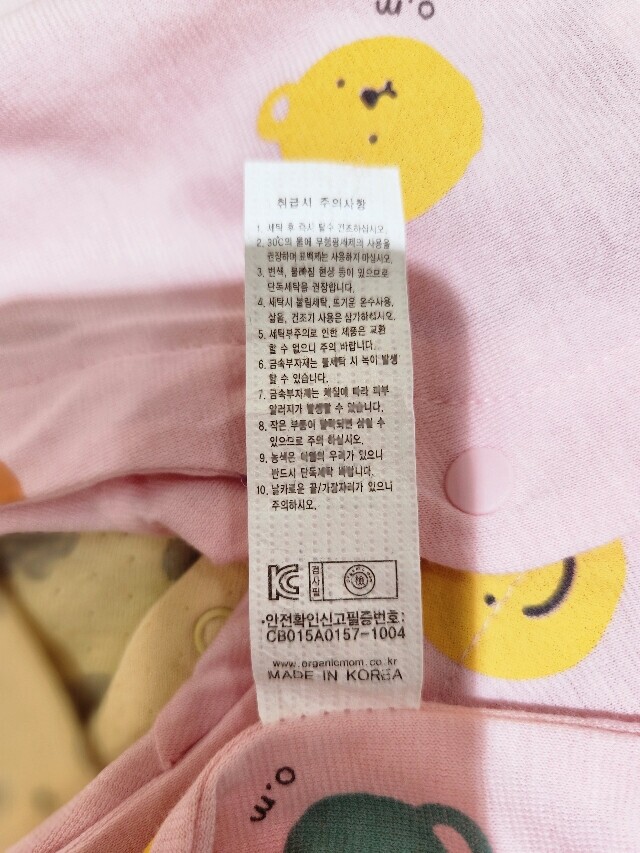 o.m
취급시 주의사항
1. 세탁 후 즉시 탈수 건조하십시오.
2. 30℃의 물에 무형광세제의 사용을
권장하며 표백제는 사용하지 마십시오.
3. 변색, 물빠짐 현상 등이 있으므로
단독세탁을 권장합니다.
4. 세탁시 불림세탁, 뜨거운 온수사용,
삶음, 건조기 사용은 삼가하십시오.
5. 세탁부주의로 인한 제품은 교환
할 수 없으니 주의 바랍니다.
6. 금속부자재는 물세탁 시 녹이 발생
할 수 있습니다.
7. 금속부자재는 체질에 따라 피부
알러지가 발생할 수 있습니다.
8. 작은 부품이 탈락되면 삼킬 수
있으므로 주의 하십시오.
9. 농색은 이염의 우려가 있으니
반드시 단독세탁 바랍니다.
10. 날카로운 끝/가장자리가 있으니
주의하시오.
KC 검사필 檢
•안전확인신고필증번호:
CB015A0157-1004
www.organicmom.co.kr
MADE IN KOREA
o.m